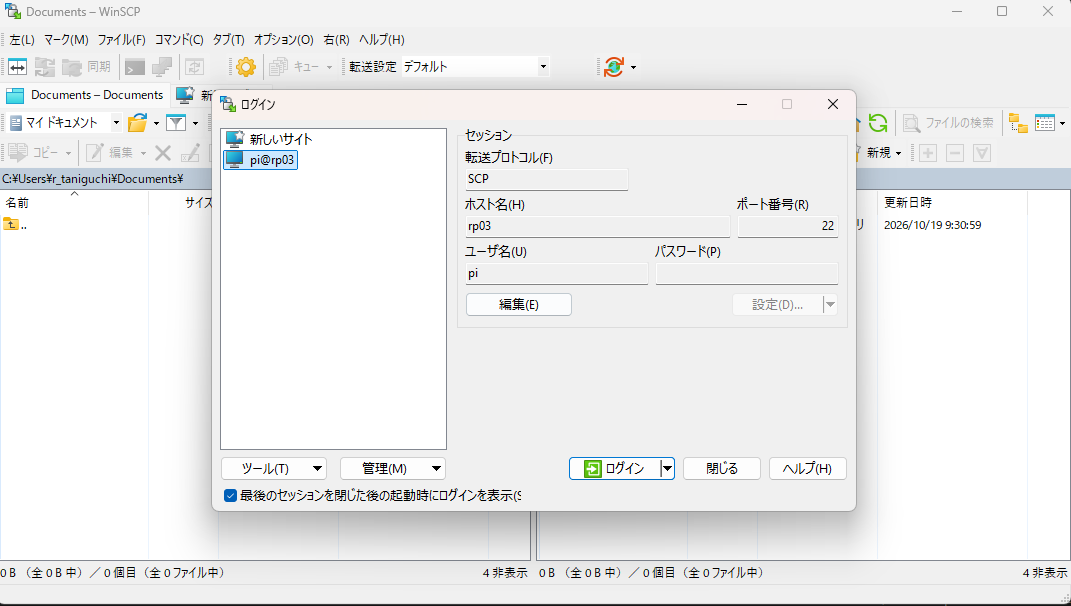 Documents – WinSCP
左(L) マーク(M) ファイル(F) コマンド(C) タブ(T) オプション(O) 右(R) ヘルプ(H)
同期 キュー 転送設定 デフォルト
Documents – Documents 新
マイ ドキュメント ファイルの検索
コピー 編集 新規
C:¥Users¥r_taniguchi¥Documents¥
名前 サイズ 更新日時
.. リ 2026/10/19 9:30:59
ログイン
新しいサイト
pi@rp03
セッション
転送プロトコル(F)
SCP
ホスト名(H) ポート番号(R)
rp03 22
ユーザ名(U) パスワード(P)
pi
編集(E) 設定(D)...
ツール(T) 管理(M) ログイン 閉じる ヘルプ(H)
最後のセッションを閉じた後の起動時にログインを表示(S
0 B （全 0 B 中）／ 0 個目（全 0 ファイル中） 4 非表示 0 B （全 0 B 中）／ 0 個目（全 0 ファイル中） 4 非表示